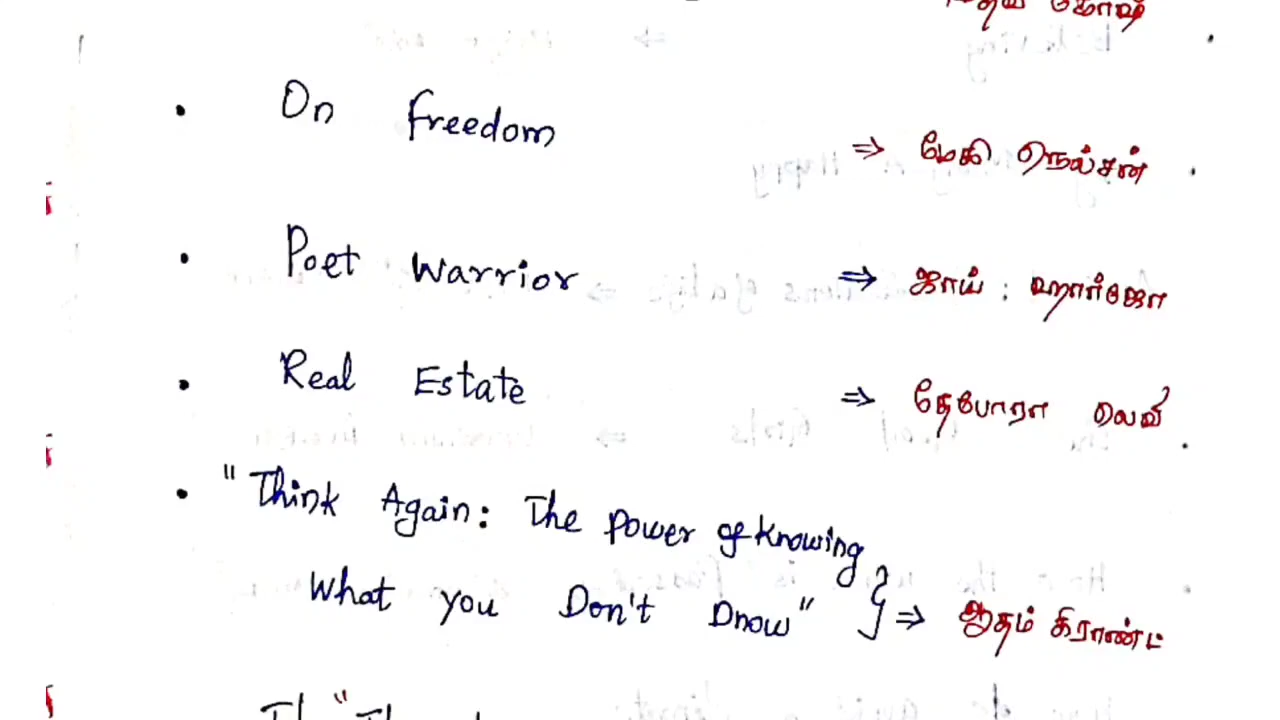 கோஷ்
On freedom ⇒ மேகி நெல்சன்
Poet Warrior ⇒ ஜாய் : ஹார்ஜோ
Real Estate ⇒ தேபோரா லெவி
"Think Again: The Power of Knowing
What you Don't Dnow" } ⇒ ஆதம் கிராண்ட்